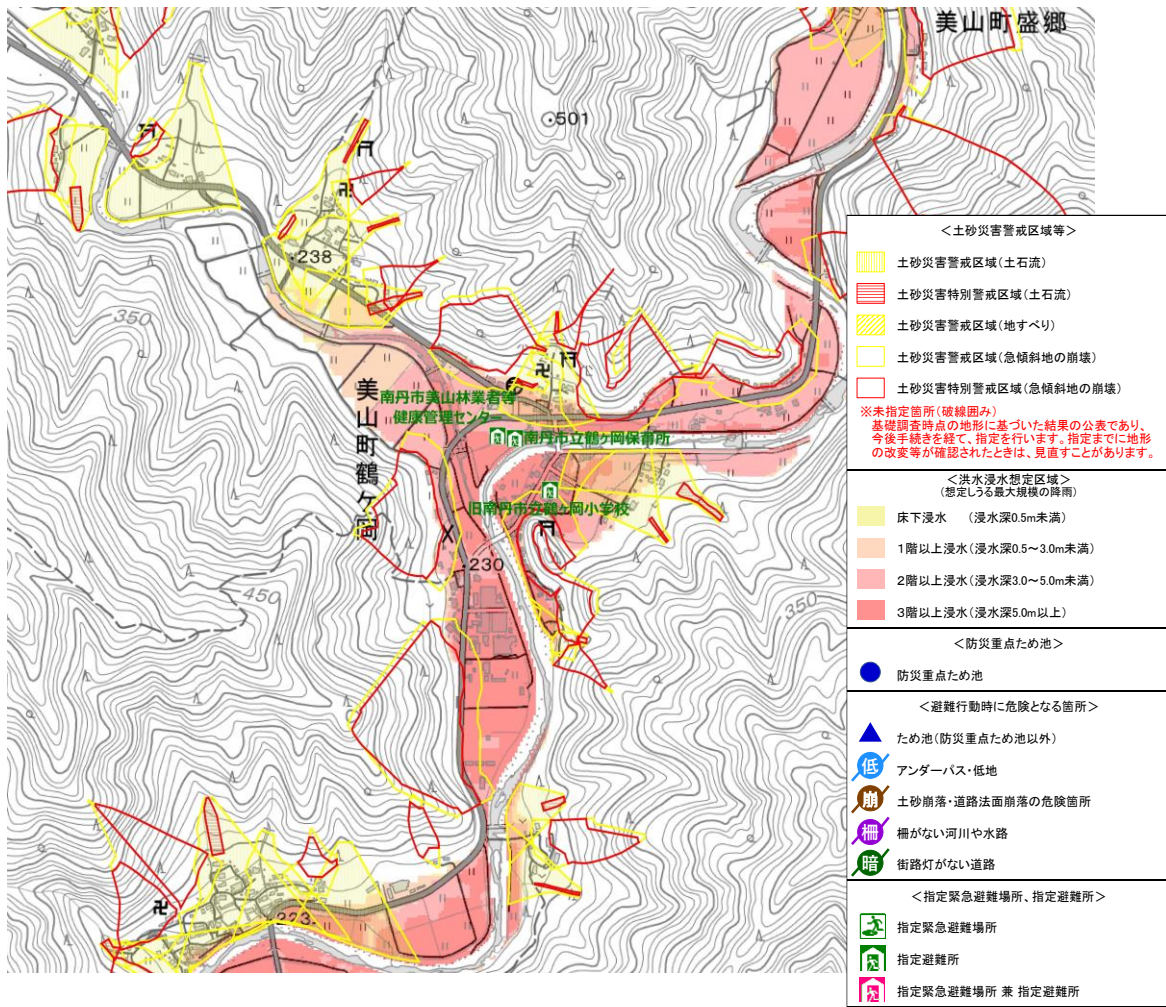 美山町盛郷
501
238
350
美山町鶴ヶ岡
南丹市美山林業者等
健康管理センター
南丹市立鶴ヶ岡保育所
旧南丹市立鶴ヶ岡小学校
230
450
350
223
＜土砂災害警戒区域等＞
土砂災害警戒区域(土石流)
土砂災害特別警戒区域(土石流)
土砂災害警戒区域(地すべり)
土砂災害警戒区域(急傾斜地の崩壊)
土砂災害特別警戒区域(急傾斜地の崩壊)
※未指定箇所(破線囲み)
基礎調査時点の地形に基づいた結果の公表であり、
今後手続きを経て、指定を行います。指定までに地形
の改変等が確認されたときは、見直すことがあります。
＜洪水浸水想定区域＞
(想定しうる最大規模の降雨)
床下浸水　(浸水深0.5m未満)
1階以上浸水(浸水深0.5～3.0m未満)
2階以上浸水(浸水深3.0～5.0m未満)
3階以上浸水(浸水深5.0m以上)
＜防災重点ため池＞
防災重点ため池
＜避難行動時に危険となる箇所＞
ため池(防災重点ため池以外)
低 アンダーパス・低地
崩 土砂崩落・道路法面崩落の危険箇所
柵 柵がない河川や水路
暗 街路灯がない道路
＜指定緊急避難場所、指定避難所＞
指定緊急避難場所
指定避難所
指定緊急避難場所 兼 指定避難所